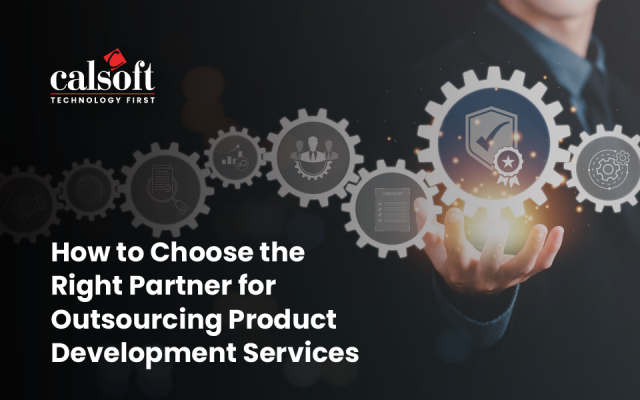 calsoft
TECHNOLOGY FIRST
How to Choose the
Right Partner for
Outsourcing Product
Development Services